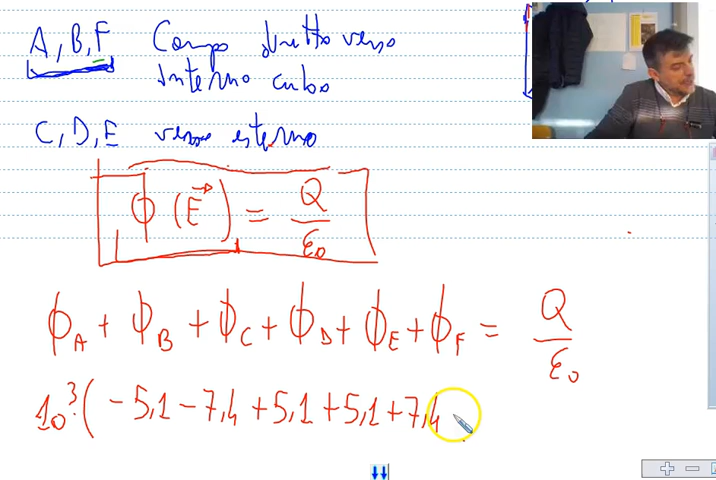 A, B, F Campo diretto verso
interno cubo
C, D, E verso esterno
Φ (E⃗) = Q/ε₀
ϕ_A + ϕ_B + ϕ_C + ϕ_D + ϕ_E + ϕ_F = Q/ε₀
10³·( −5,1 −7,4 +5,1 +5,1 +7,4